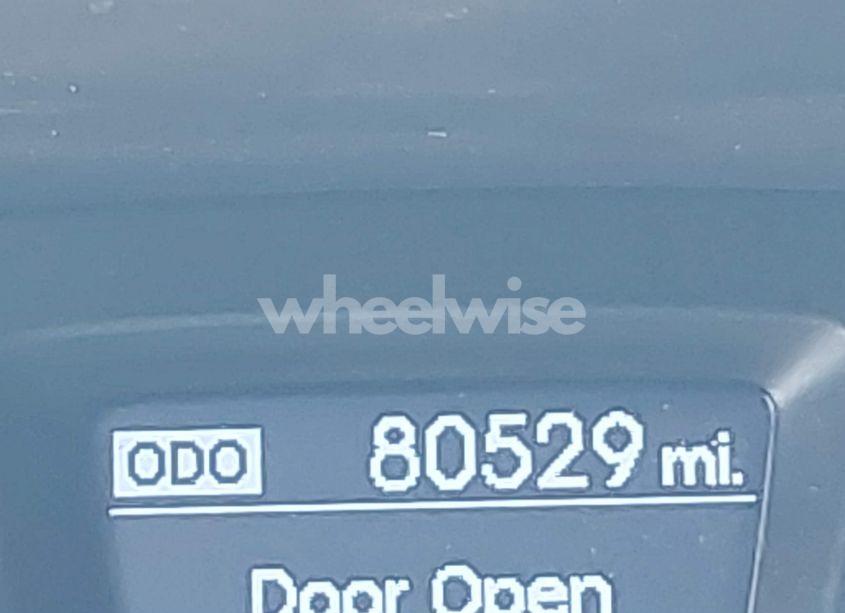 wheelwise
ODO 80529 mi.
Door Open